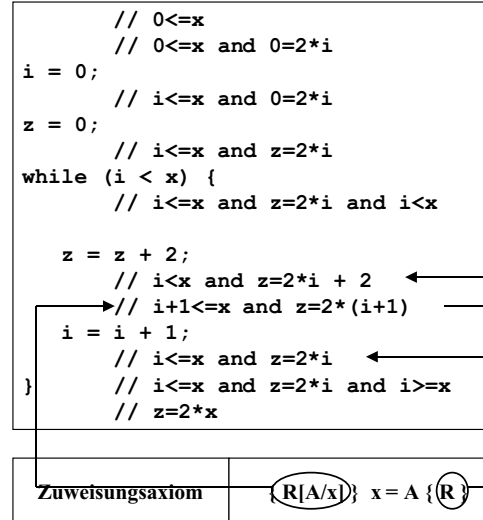 // 0<=x
// 0<=x and 0=2*i
i = 0;
// i<=x and 0=2*i
z = 0;
// i<=x and z=2*i
while (i < x) {
// i<=x and z=2*i and i<x
z = z + 2;
// i<x and z=2*i + 2
// i+1<=x and z=2*(i+1)
i = i + 1;
// i<=x and z=2*i
} // i<=x and z=2*i and i>=x
// z=2*x
Zuweisungsaxiom { R[A/x] } x = A { R }